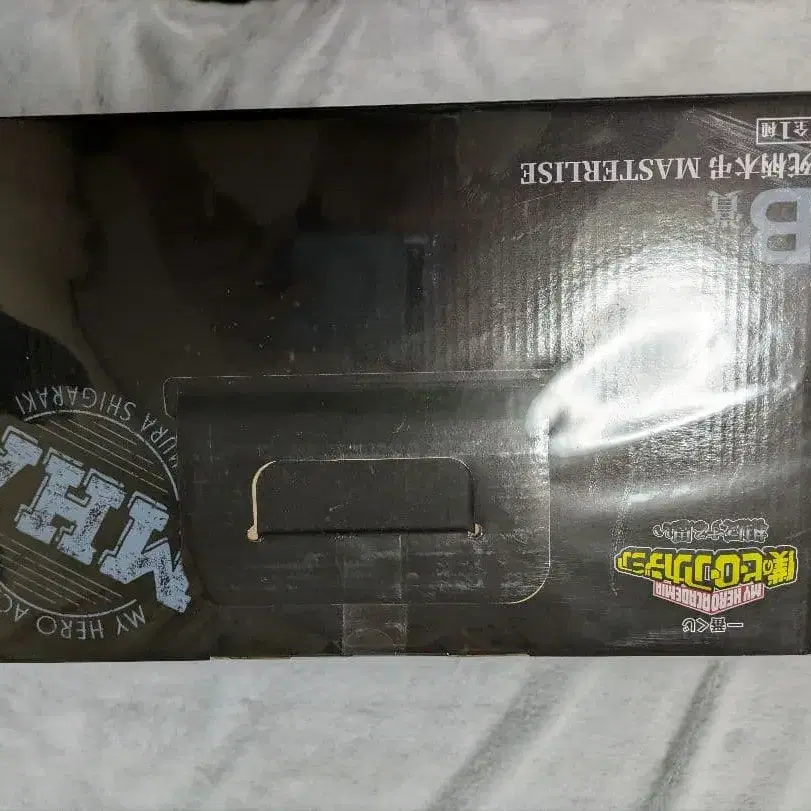 一番くじ
MY HERO ACADEMIA
僕のヒーローアカデミア
MY HERO AC
MHA
MURA SHIGARAKI
B賞
死柄木弔 MASTERLISE
全1種